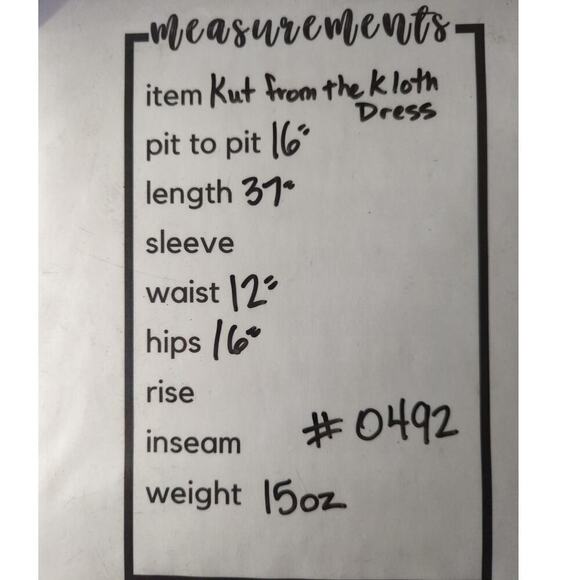 measurements
item Kut from the Kloth
Dress
pit to pit 16"
length 37"
sleeve
waist 12"
hips 16"
rise
inseam
# 0492
weight 15oz